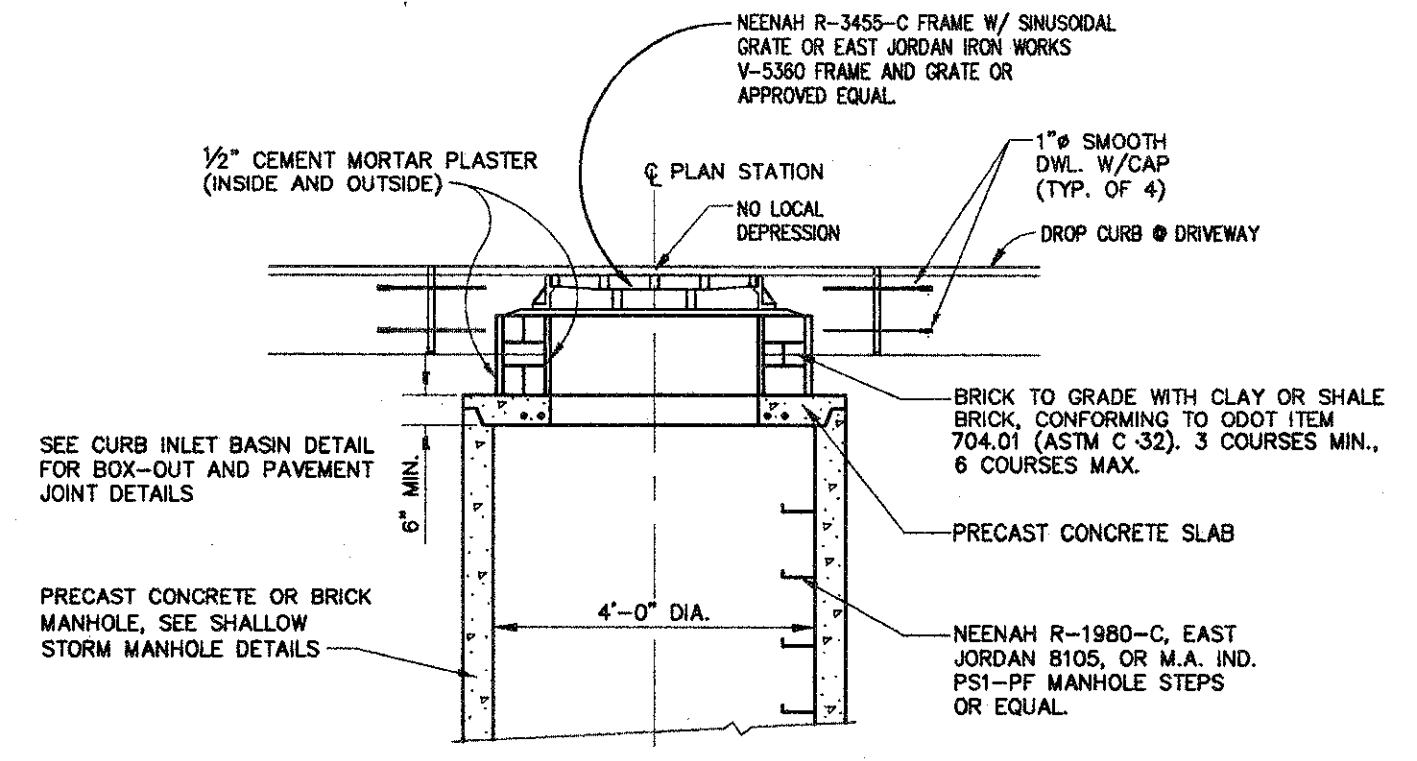 NEENAH R-3455-C FRAME W/ SINUSOIDAL
GRATE OR EAST JORDAN IRON WORKS
V-5360 FRAME AND GRATE OR
APPROVED EQUAL.
1/2" CEMENT MORTAR PLASTER
(INSIDE AND OUTSIDE)
℄ PLAN STATION
NO LOCAL
DEPRESSION
1"ø SMOOTH
DWL. W/CAP
(TYP. OF 4)
DROP CURB @ DRIVEWAY
BRICK TO GRADE WITH CLAY OR SHALE
BRICK, CONFORMING TO ODOT ITEM
704.01 (ASTM C-32). 3 COURSES MIN.,
6 COURSES MAX.
SEE CURB INLET BASIN DETAIL
FOR BOX-OUT AND PAVEMENT
JOINT DETAILS
6" MIN.
PRECAST CONCRETE SLAB
PRECAST CONCRETE OR BRICK
MANHOLE, SEE SHALLOW
STORM MANHOLE DETAILS
4'-0" DIA.
NEENAH R-1980-C, EAST
JORDAN 8105, OR M.A. IND.
PS1-PF MANHOLE STEPS
OR EQUAL.